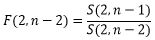 F(2, n − 2) = S(2, n − 1) / S(2, n − 2)